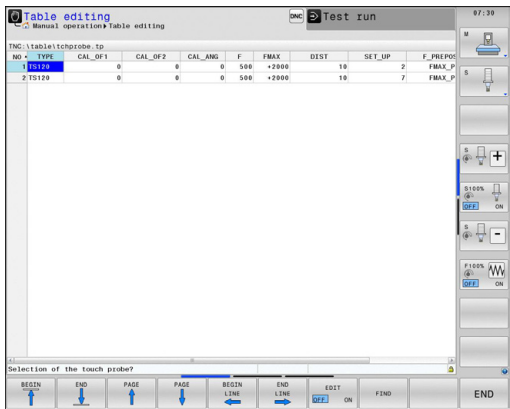 Table editing
Manual operation▸Table editing
DNC
Test run
07:30
TNC:\table\tchprobe.tp
NO TYPE CAL_OF1 CAL_OF2 CAL_ANG F FMAX DIST SET_UP F_PREPOS
1 TS120 0 0 0 500 +2000 10 2 FMAX_P
2 TS120 0 0 0 500 +2000 10 7 FMAX_P
M
S
S
+
S100%
OFF ON
S
-
F100%
OFF ON
Selection of the touch probe?
BEGIN
END
PAGE
PAGE
BEGIN LINE
END LINE
EDIT
OFF ON
FIND
END